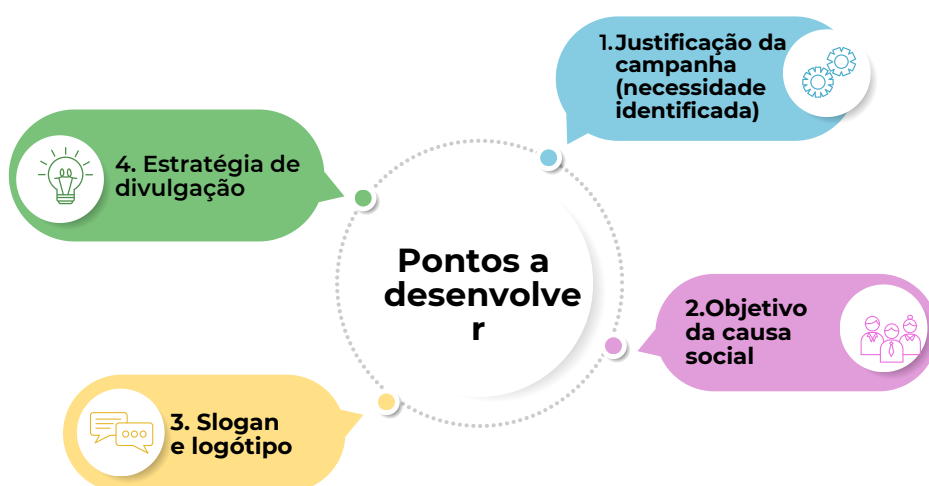 Pontos a
desenvolve
r
1.Justificação da
campanha
(necessidade
identificada)
2.Objetivo
da causa
social
3. Slogan
e logótipo
4. Estratégia de
divulgação